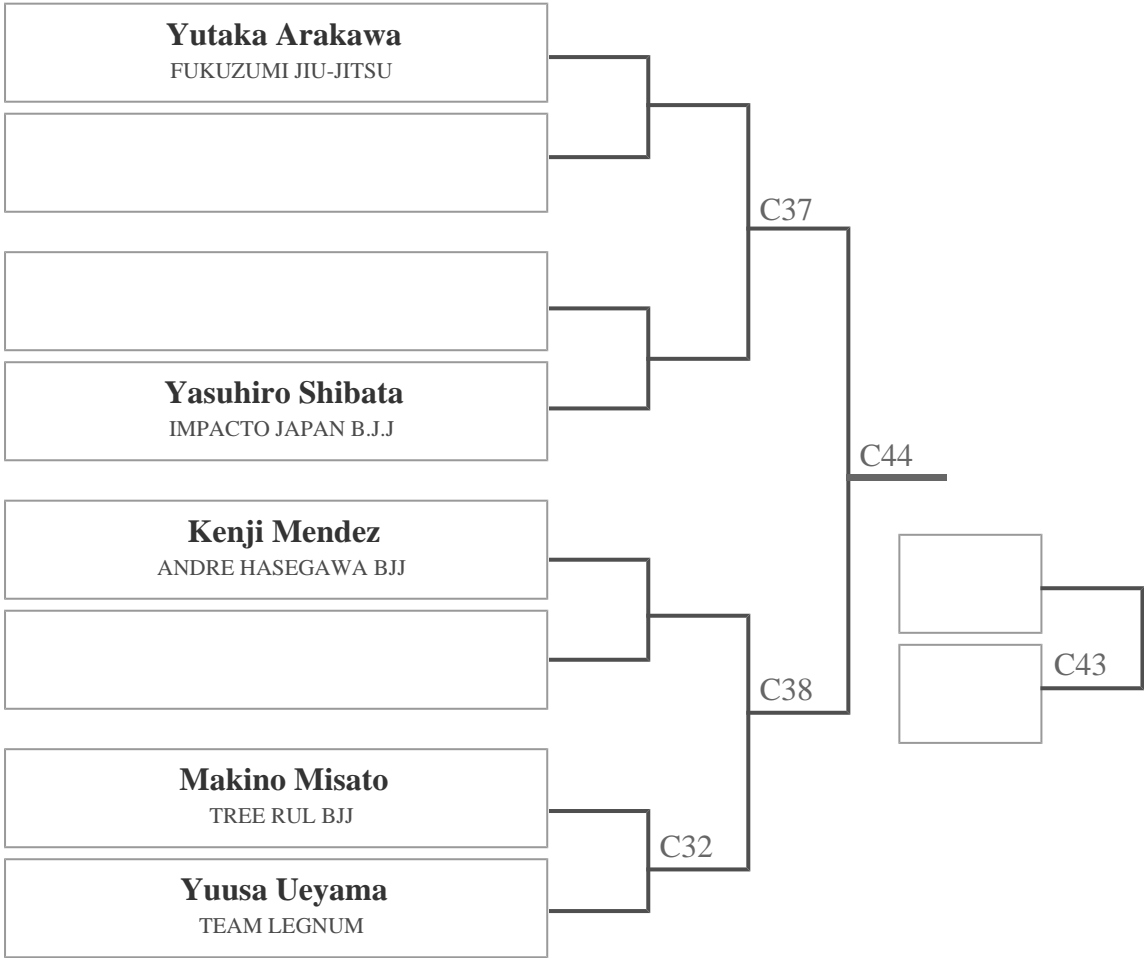 Yutaka Arakawa
FUKUZUMI JIU-JITSU
C37
Yasuhiro Shibata
IMPACTO JAPAN B.J.J
C44
Kenji Mendez
ANDRE HASEGAWA BJJ
C43
C38
Makino Misato
TREE RUL BJJ
C32
Yuusa Ueyama
TEAM LEGNUM